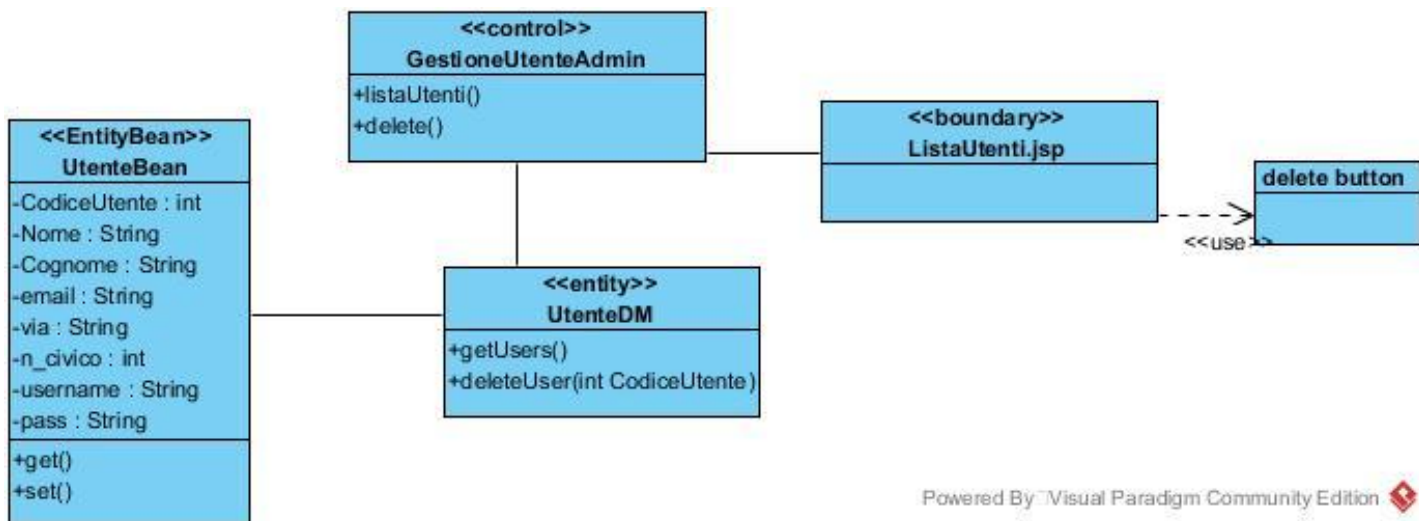 <<control>>
GestioneUtenteAdmin
+listaUtenti()
+delete()
<<EntityBean>>
UtenteBean
-CodiceUtente : int
-Nome : String
-Cognome : String
-email : String
-via : String
-n_civico : int
-username : String
-pass : String
+get()
+set()
<<boundary>>
ListaUtenti.jsp
delete button
<<use>>
<<entity>>
UtenteDM
+getUsers()
+deleteUser(int CodiceUtente)
Powered By Visual Paradigm Community Edition